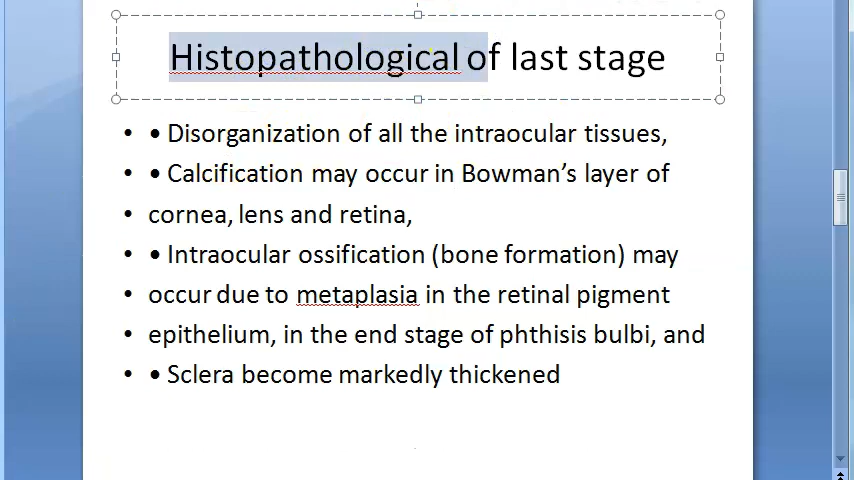 Histopathological of last stage
• • Disorganization of all the intraocular tissues,
• • Calcification may occur in Bowman’s layer of
• cornea, lens and retina,
• • Intraocular ossification (bone formation) may
• occur due to metaplasia in the retinal pigment
• epithelium, in the end stage of phthisis bulbi, and
• • Sclera become markedly thickened